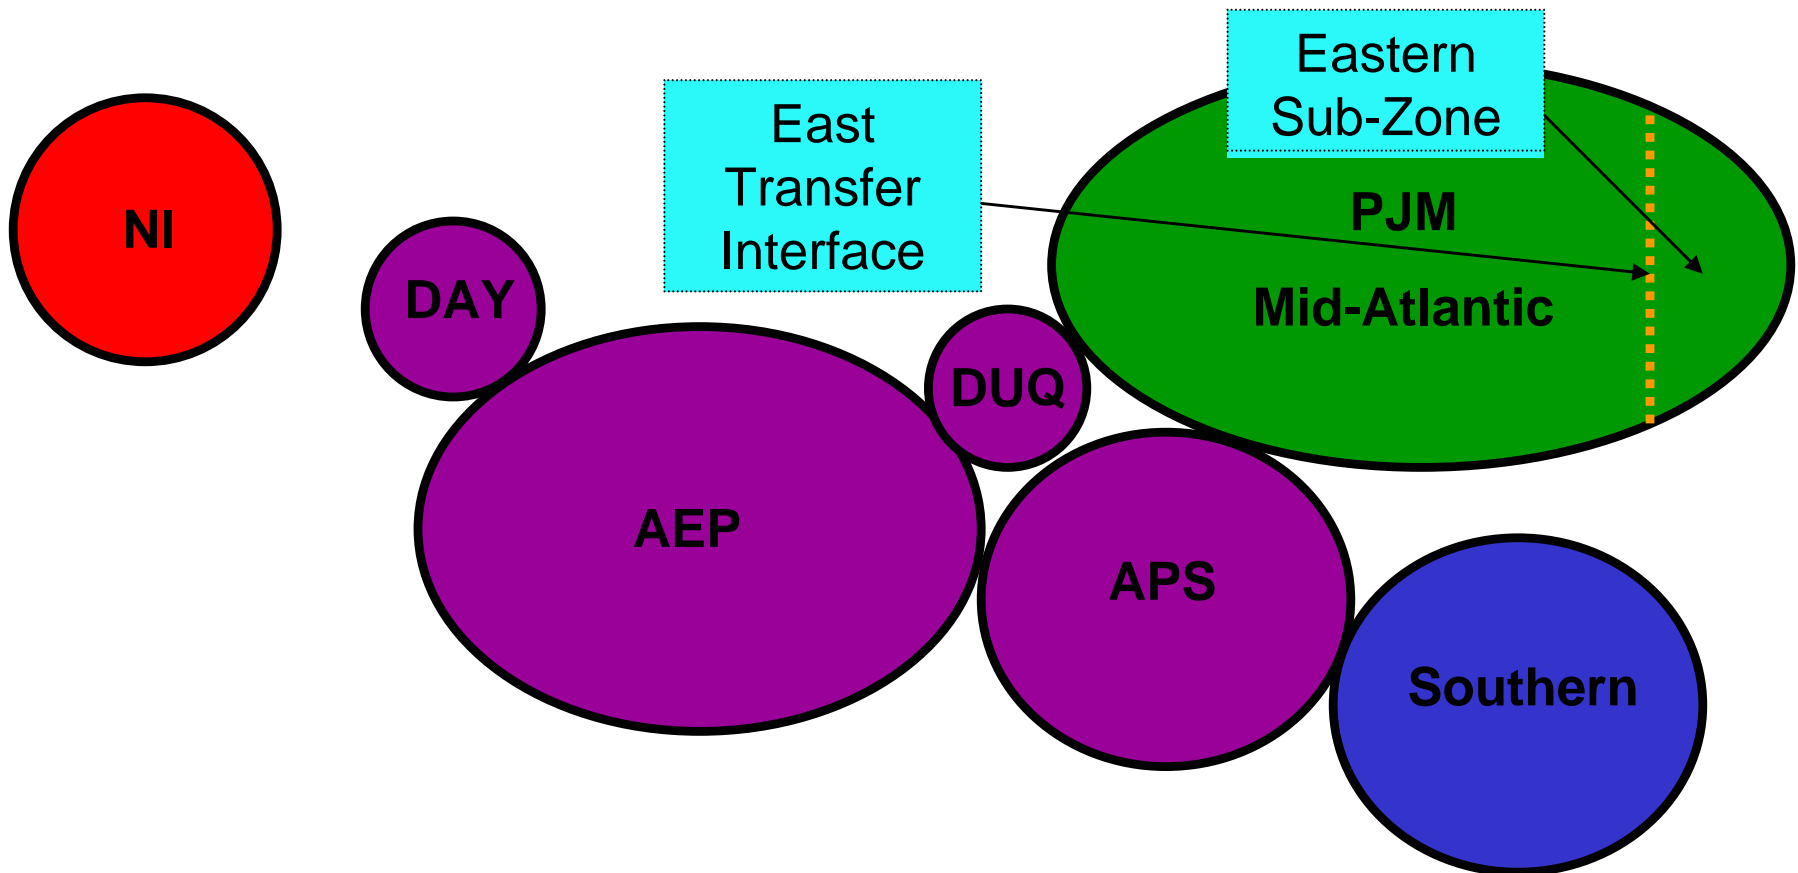 Eastern
Sub-Zone
East
Transfer
Interface
NI
PJM
DAY
Mid-Atlantic
DUQ
AEP
APS
Southern